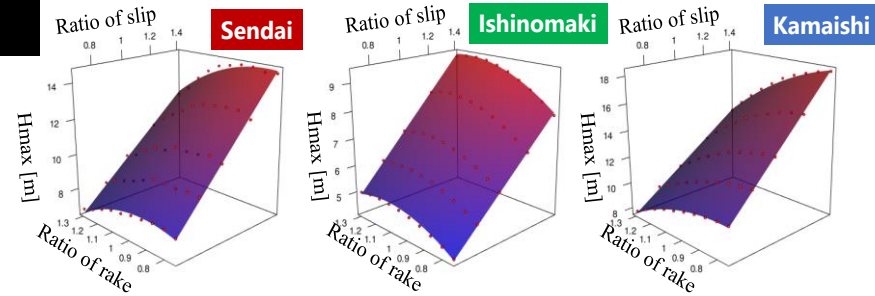 Ratio of slip
Sendai
0.8 1 1.2 1.4
14
12
10
8
Hmax [m]
1.3 1.2 1.1 1 0.9 0.8
Ratio of rake
Ratio of slip
Ishinomaki
0.8 1 1.2 1.4
9
8
7
6
5
Hmax [m]
1.3 1.2 1.1 1 0.9 0.8
Ratio of rake
Ratio of slip
Kamaishi
0.8 1 1.2 1.4
18
16
14
12
10
8
Hmax [m]
1.3 1.2 1.1 1 0.9 0.8
Ratio of rake